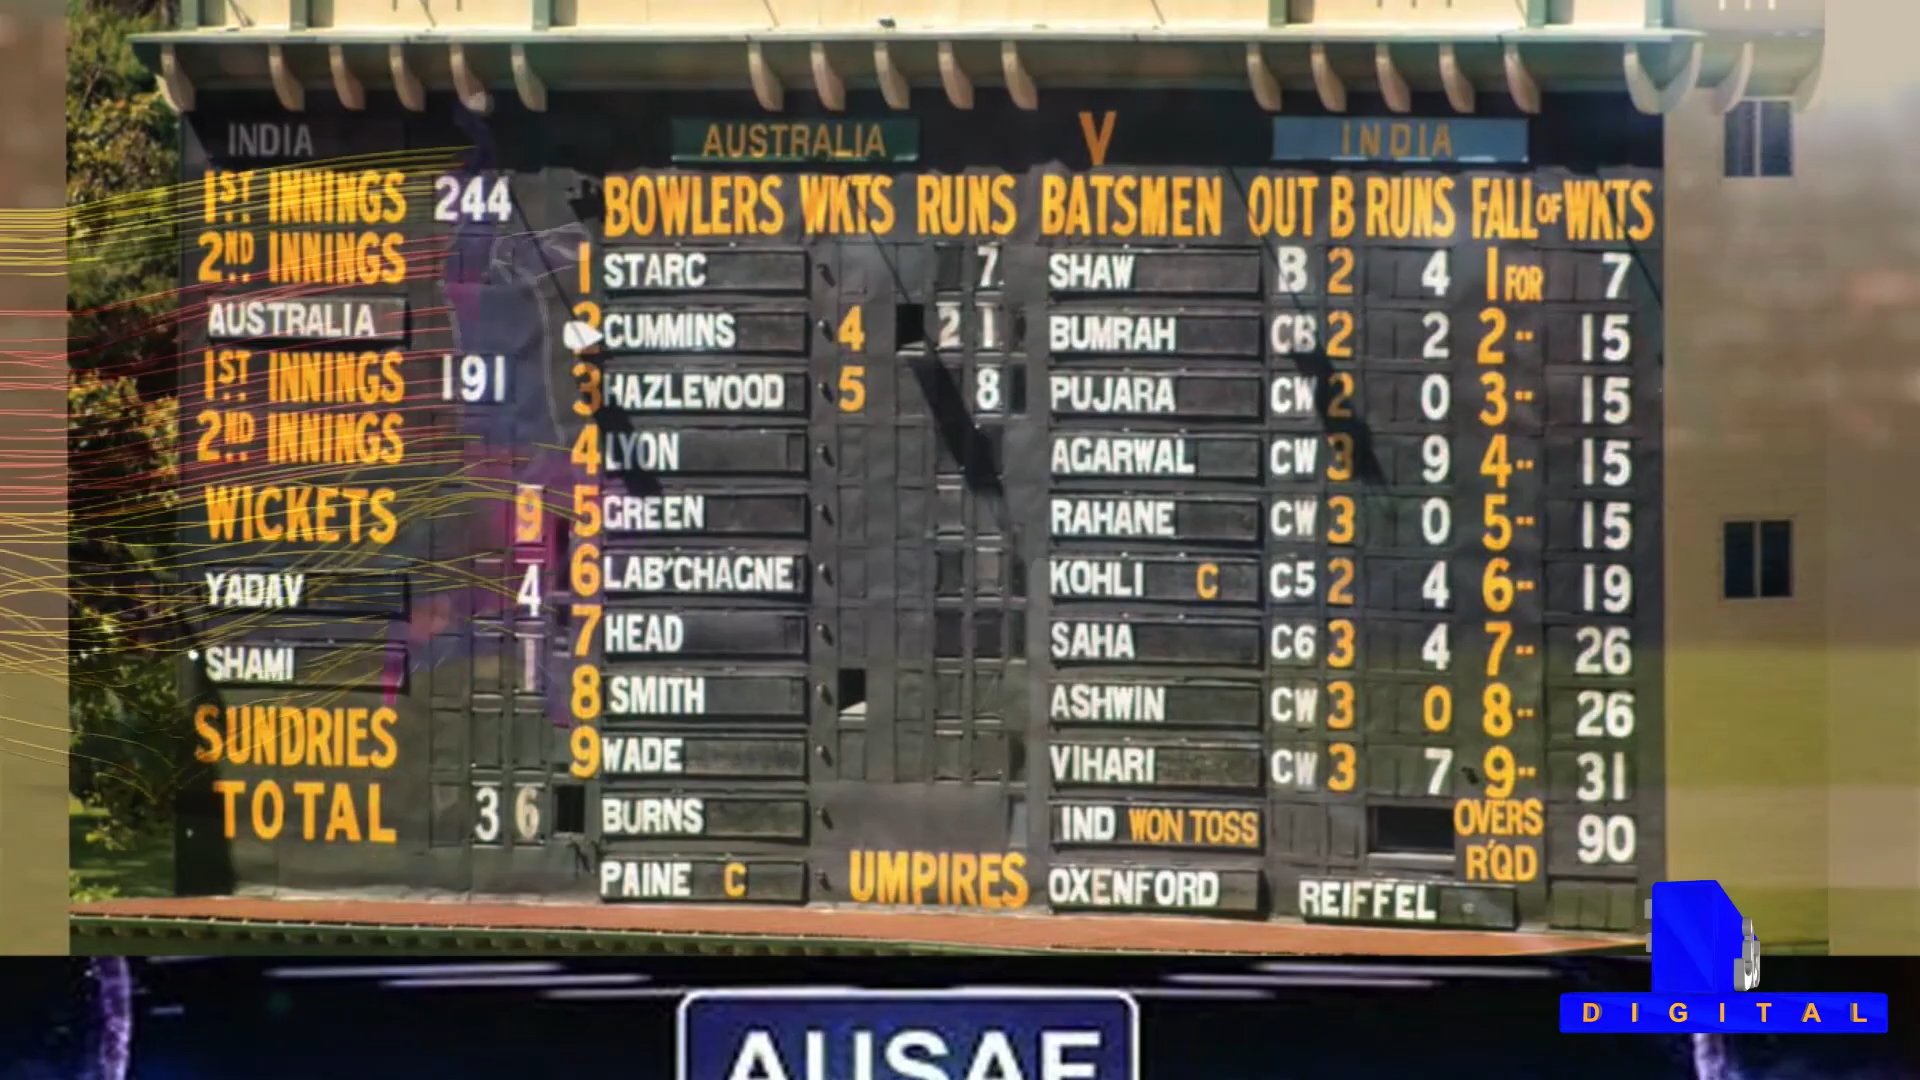 INDIA AUSTRALIA V INDIA
1ST INNINGS 244 BOWLERS WKTS RUNS BATSMEN OUT B RUNS FALL OF WKTS
2ND INNINGS 1 STARC 7 SHAW B 2 4 1 FOR 7
AUSTRALIA 2 CUMMINS 4 21 BUMRAH CB 2 2 2" 15
1ST INNINGS 191 3 HAZLEWOOD 5 8 PUJARA CW 2 0 3" 15
2ND INNINGS 4 LYON AGARWAL CW 3 9 4" 15
WICKETS 9 5 GREEN RAHANE CW 3 0 5" 15
YADAV 4 6 LAB'CHAGNE KOHLI C C5 2 4 6" 19
SHAMI 1 7 HEAD SAHA C6 3 4 7" 26
8 SMITH ASHWIN CW 3 0 8" 26
SUNDRIES 9 WADE VIHARI CW 3 7 9" 31
TOTAL 36 BURNS IND WON TOSS OVERS R'QD 90
PAINE C UMPIRES OXENFORD REIFFEL
DIGITAL
AUSAF